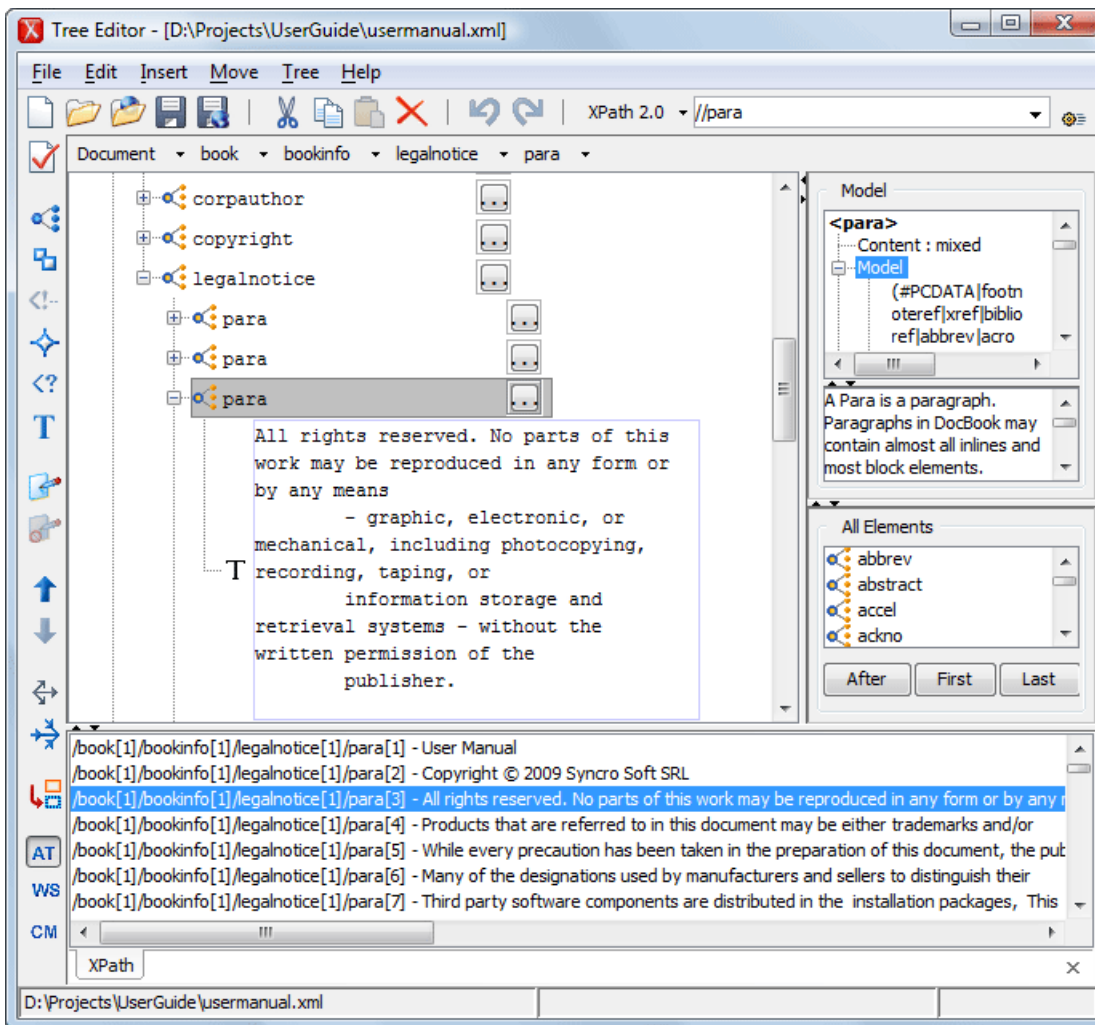 Tree Editor - [D:\Projects\UserGuide\usermanual.xml]
File Edit Insert Move Tree Help
XPath 2.0 //para
Document book bookinfo legalnotice para
corpauthor
copyright
legalnotice
para
para
para
All rights reserved. No parts of this
work may be reproduced in any form or
by any means
- graphic, electronic, or
mechanical, including photocopying,
recording, taping, or
information storage and
retrieval systems - without the
written permission of the
publisher.
T
<!--
<?
T
AT
WS
CM
Model
<para>
Content : mixed
Model
(#PCDATA|footn
oteref|xref|biblio
ref|abbrev|acro
A Para is a paragraph.
Paragraphs in DocBook may
contain almost all inlines and
most block elements.
All Elements
abbrev
abstract
accel
ackno
After First Last
/book[1]/bookinfo[1]/legalnotice[1]/para[1] - User Manual
/book[1]/bookinfo[1]/legalnotice[1]/para[2] - Copyright © 2009 Syncro Soft SRL
/book[1]/bookinfo[1]/legalnotice[1]/para[3] - All rights reserved. No parts of this work may be reproduced in any form or by any
/book[1]/bookinfo[1]/legalnotice[1]/para[4] - Products that are referred to in this document may be either trademarks and/or
/book[1]/bookinfo[1]/legalnotice[1]/para[5] - While every precaution has been taken in the preparation of this document, the pub
/book[1]/bookinfo[1]/legalnotice[1]/para[6] - Many of the designations used by manufacturers and sellers to distinguish their
/book[1]/bookinfo[1]/legalnotice[1]/para[7] - Third party software components are distributed in the installation packages, This
XPath
D:\Projects\UserGuide\usermanual.xml